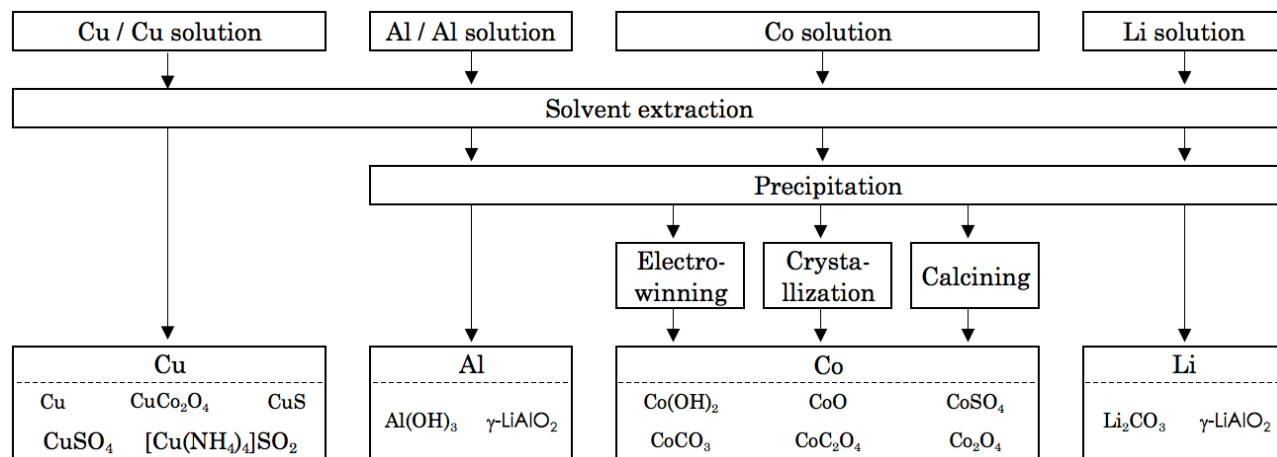 Cu / Cu solution
Al / Al solution
Co solution
Li solution
Solvent extraction
Precipitation
Electro-
winning
Crysta-
llization
Calcining
Cu
Cu CuCo₂O₄ CuS
CuSO₄ [Cu(NH₄)₄]SO₂
Al
Al(OH)₃ γ-LiAlO₂
Co
Co(OH)₂ CoO CoSO₄
CoCO₃ CoC₂O₄ Co₂O₄
Li
Li₂CO₃ γ-LiAlO₂